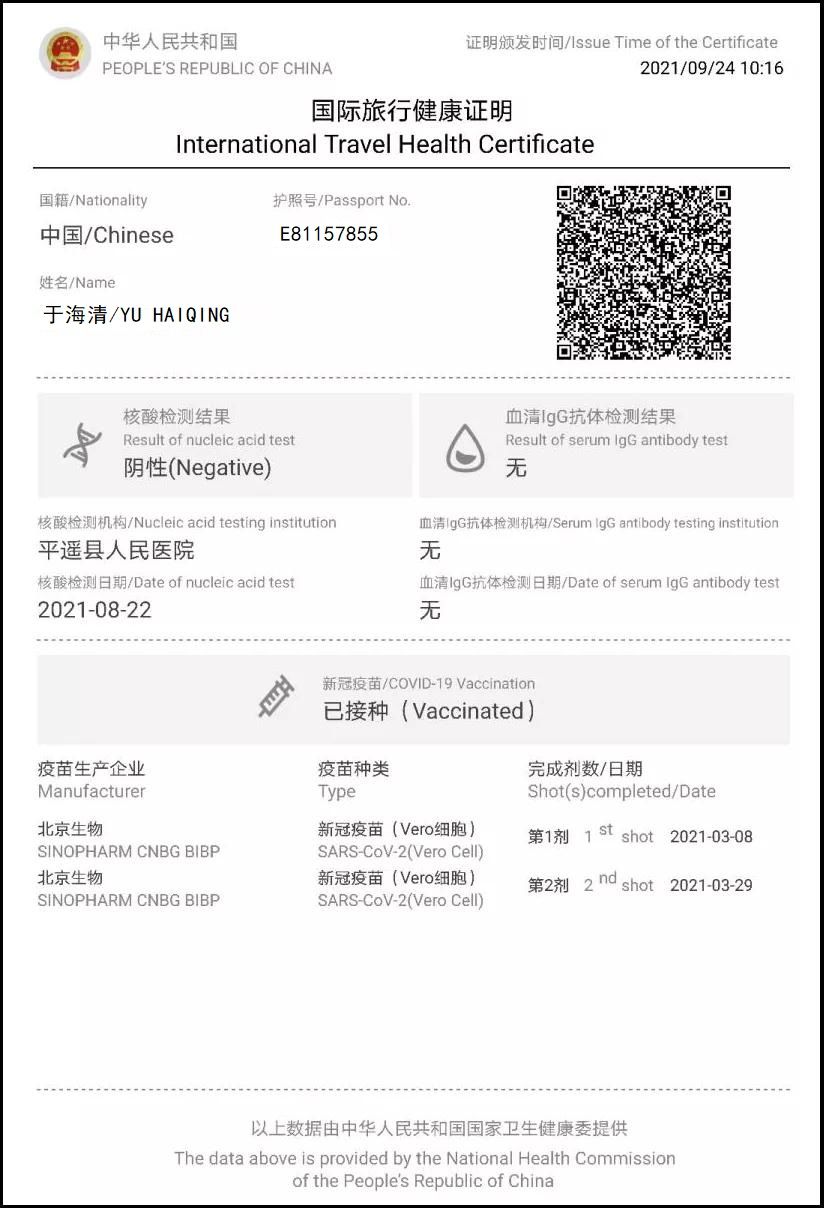 中华人民共和国
PEOPLE'S REPUBLIC OF CHINA
证明颁发时间/Issue Time of the Certificate
2021/09/24 10:16
国际旅行健康证明
International Travel Health Certificate
国籍/Nationality
护照号/Passport No.
中国/Chinese
E81157855
姓名/Name
于海清/YU HAIQING
核酸检测结果
Result of nucleic acid test
阴性(Negative)
血清IgG抗体检测结果
Result of serum IgG antibody test
无
核酸检测机构/Nucleic acid testing institution
平遥县人民医院
核酸检测日期/Date of nucleic acid test
2021-08-22
血清IgG抗体检测机构/Serum IgG antibody testing institution
无
血清IgG抗体检测日期/Date of serum IgG antibody test
无
新冠疫苗/COVID-19 Vaccination
已接种（Vaccinated）
疫苗生产企业
Manufacturer
疫苗种类
Type
完成剂数/日期
Shot(s)completed/Date
北京生物
SINOPHARM CNBG BIBP
新冠疫苗（Vero细胞）
SARS-CoV-2(Vero Cell)
第1剂 1 st shot 2021-03-08
北京生物
SINOPHARM CNBG BIBP
新冠疫苗（Vero细胞）
SARS-CoV-2(Vero Cell)
第2剂 2 nd shot 2021-03-29
以上数据由中华人民共和国国家卫生健康委提供
The data above is provided by the National Health Commission
of the People's Republic of China